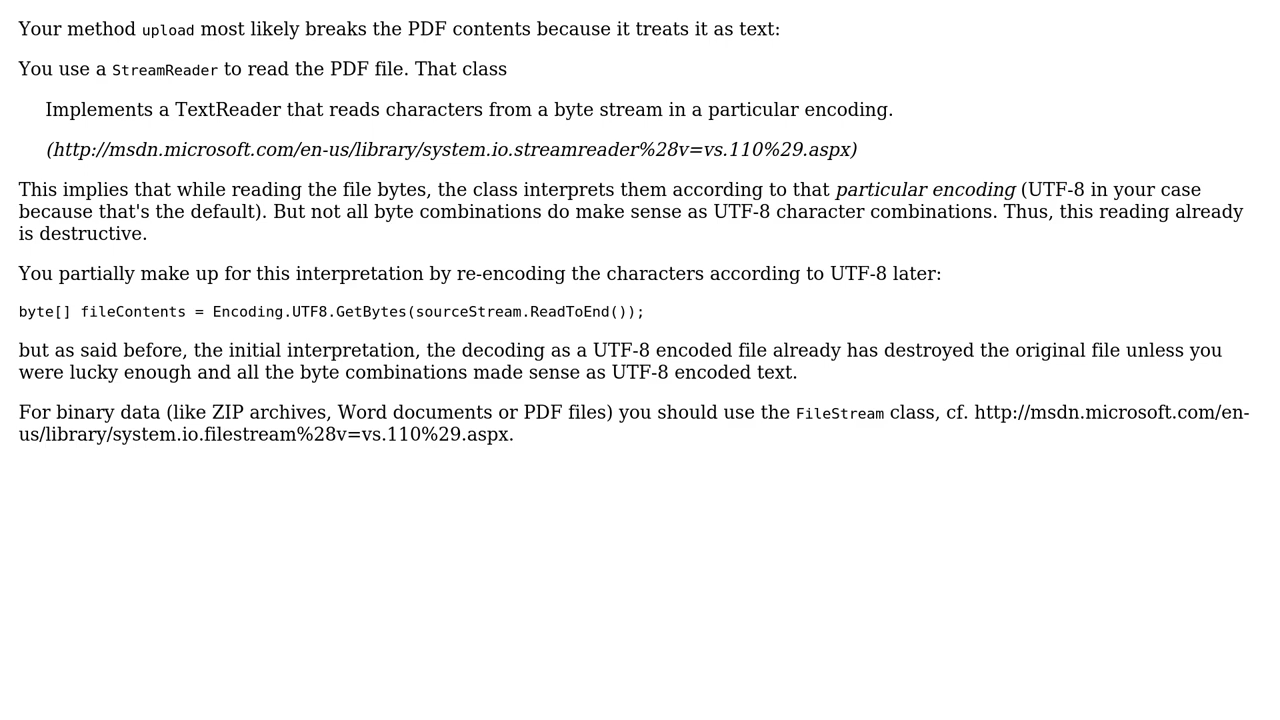 Your method upload most likely breaks the PDF contents because it treats it as text:
You use a StreamReader to read the PDF file. That class
Implements a TextReader that reads characters from a byte stream in a particular encoding.
(http://msdn.microsoft.com/en-us/library/system.io.streamreader%28v=vs.110%29.aspx)
This implies that while reading the file bytes, the class interprets them according to that particular encoding (UTF-8 in your case
because that's the default). But not all byte combinations do make sense as UTF-8 character combinations. Thus, this reading already
is destructive.
You partially make up for this interpretation by re-encoding the characters according to UTF-8 later:
byte[] fileContents = Encoding.UTF8.GetBytes(sourceStream.ReadToEnd());
but as said before, the initial interpretation, the decoding as a UTF-8 encoded file already has destroyed the original file unless you
were lucky enough and all the byte combinations made sense as UTF-8 encoded text.
For binary data (like ZIP archives, Word documents or PDF files) you should use the FileStream class, cf. http://msdn.microsoft.com/en-
us/library/system.io.filestream%28v=vs.110%29.aspx.